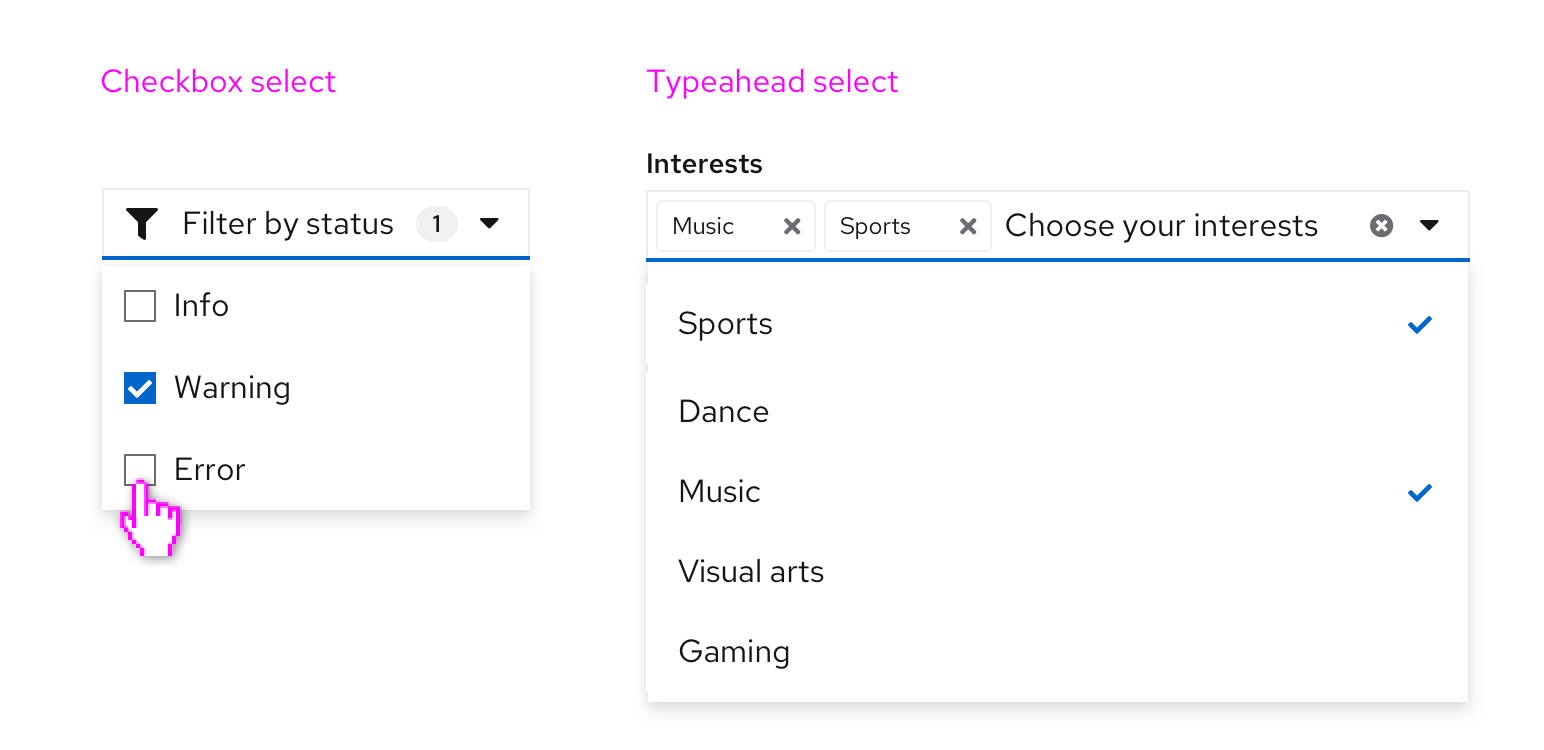 Checkbox select
Filter by status 1
Info
Warning
Error
Typeahead select
Interests
Music Sports Choose your interests
Sports
Dance
Music
Visual arts
Gaming